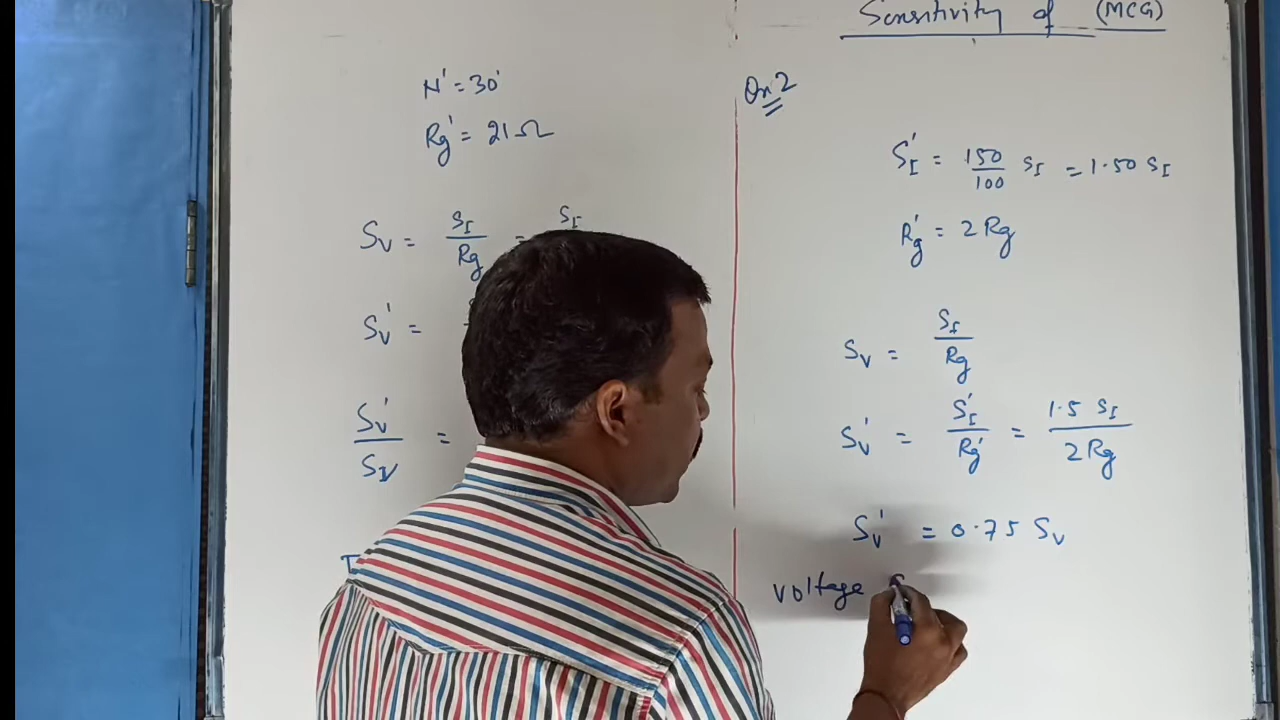 Sensitivity of (MCG)
N' = 30
Rg' = 21 Ω
Sv = SI/Rg = SI
Sv' =
Sv'/Sv =
Qn 2
SI' = 150/100 SI = 1.50 SI
Rg' = 2 Rg
Sv = SI/Rg
Sv' = SI'/Rg' = 1.5 SI/2 Rg
Sv' = 0.75 Sv
voltage S